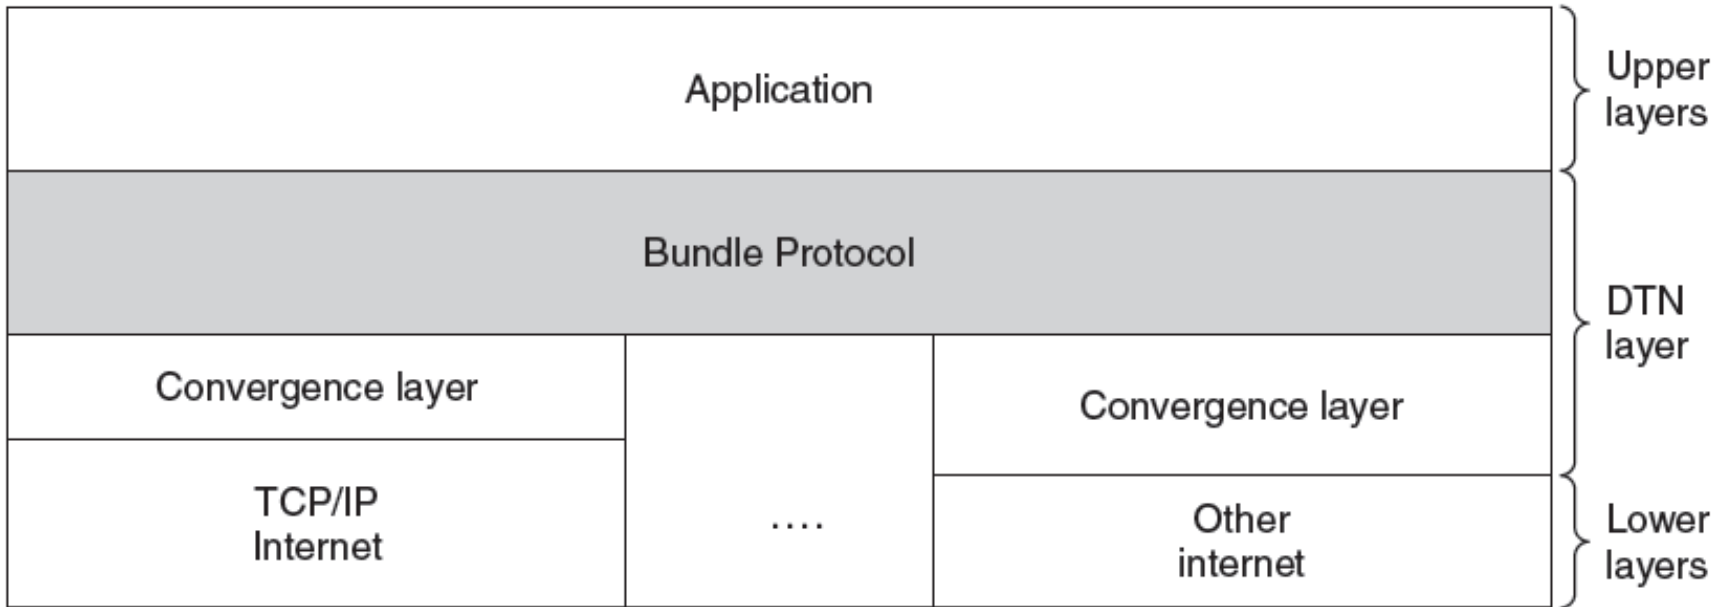 Application
Upper
layers
Bundle Protocol
DTN
layer
Convergence layer
Convergence layer
TCP/IP
Internet
....
Other
internet
Lower
layers